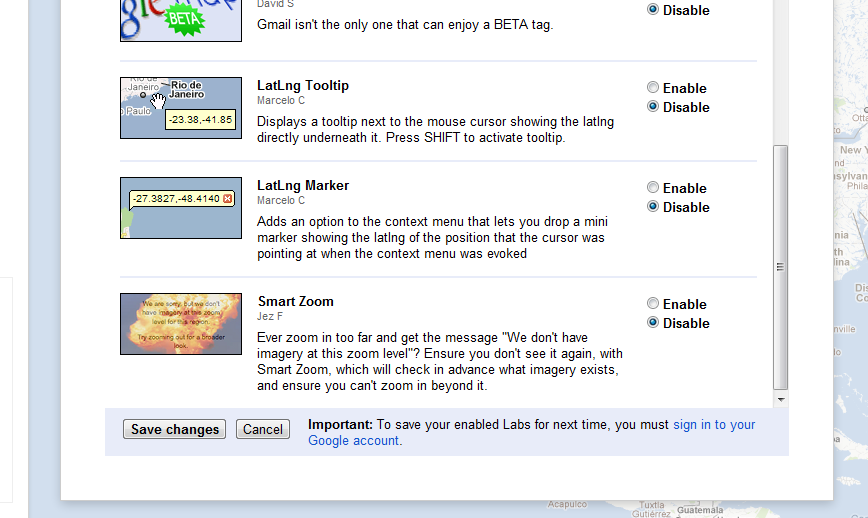 David S
Gmail isn't the only one that can enjoy a BETA tag.
BETA
Disable
LatLng Tooltip
Marcelo C
Displays a tooltip next to the mouse cursor showing the latlng
directly underneath it. Press SHIFT to activate tooltip.
Rio de
Janeiro
Rio de
Janeiro
Paulo
-23.38,-41.85
Enable
Disable
LatLng Marker
Marcelo C
Adds an option to the context menu that lets you drop a mini
marker showing the latlng of the position that the cursor was
pointing at when the context menu was evoked
-27.3827,-48.4140
Enable
Disable
Smart Zoom
Jez F
Ever zoom in too far and get the message "We don't have
imagery at this zoom level"? Ensure you don't see it again, with
Smart Zoom, which will check in advance what imagery exists,
and ensure you can't zoom in beyond it.
We are sorry, but we don't
have imagery at this zoom
level for this region.
Try zooming out for a broader
look.
Enable
Disable
Save changes
Cancel
Important: To save your enabled Labs for next time, you must sign in to your
Google account.
New Y
Phila
Acapulco
Tuxtla
Gutiérrez
Guatemala